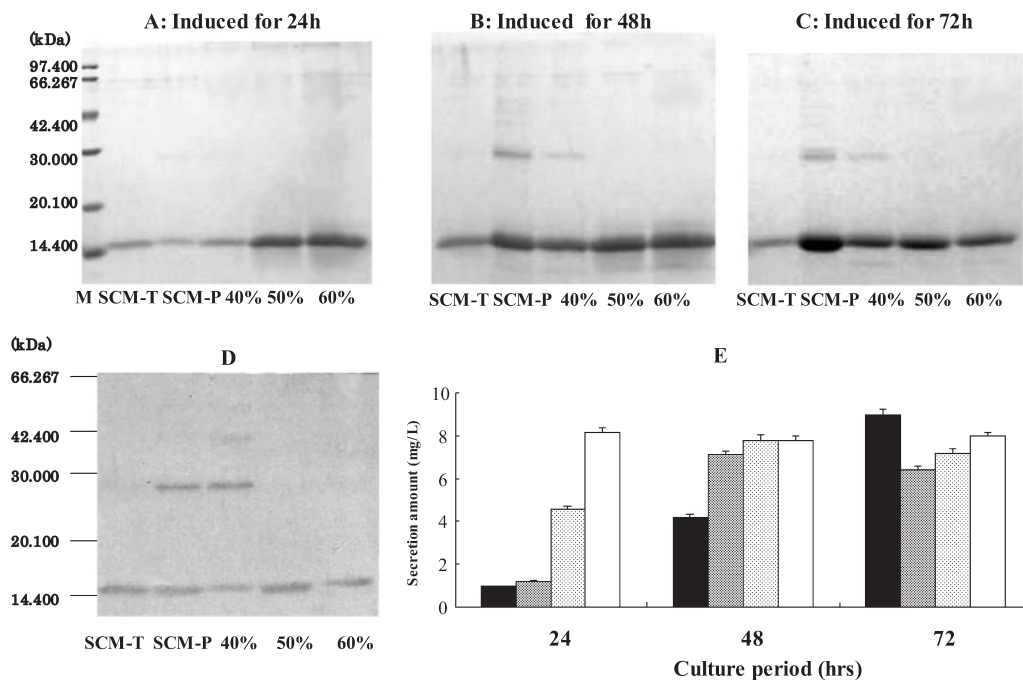 A: Induced for 24h
B: Induced for 48h
C: Induced for 72h
(kDa)
97.400
66.267
42.400
30.000
20.100
14.400
M SCM-T SCM-P 40% 50% 60%
SCM-T SCM-P 40% 50% 60%
SCM-T SCM-P 40% 50% 60%
(kDa)
D
66.267
42.400
30.000
20.100
14.400
SCM-T SCM-P 40% 50% 60%
E
Secretion amount (mg/L)
10
8
6
4
2
0
24 48 72
Culture period (hrs)